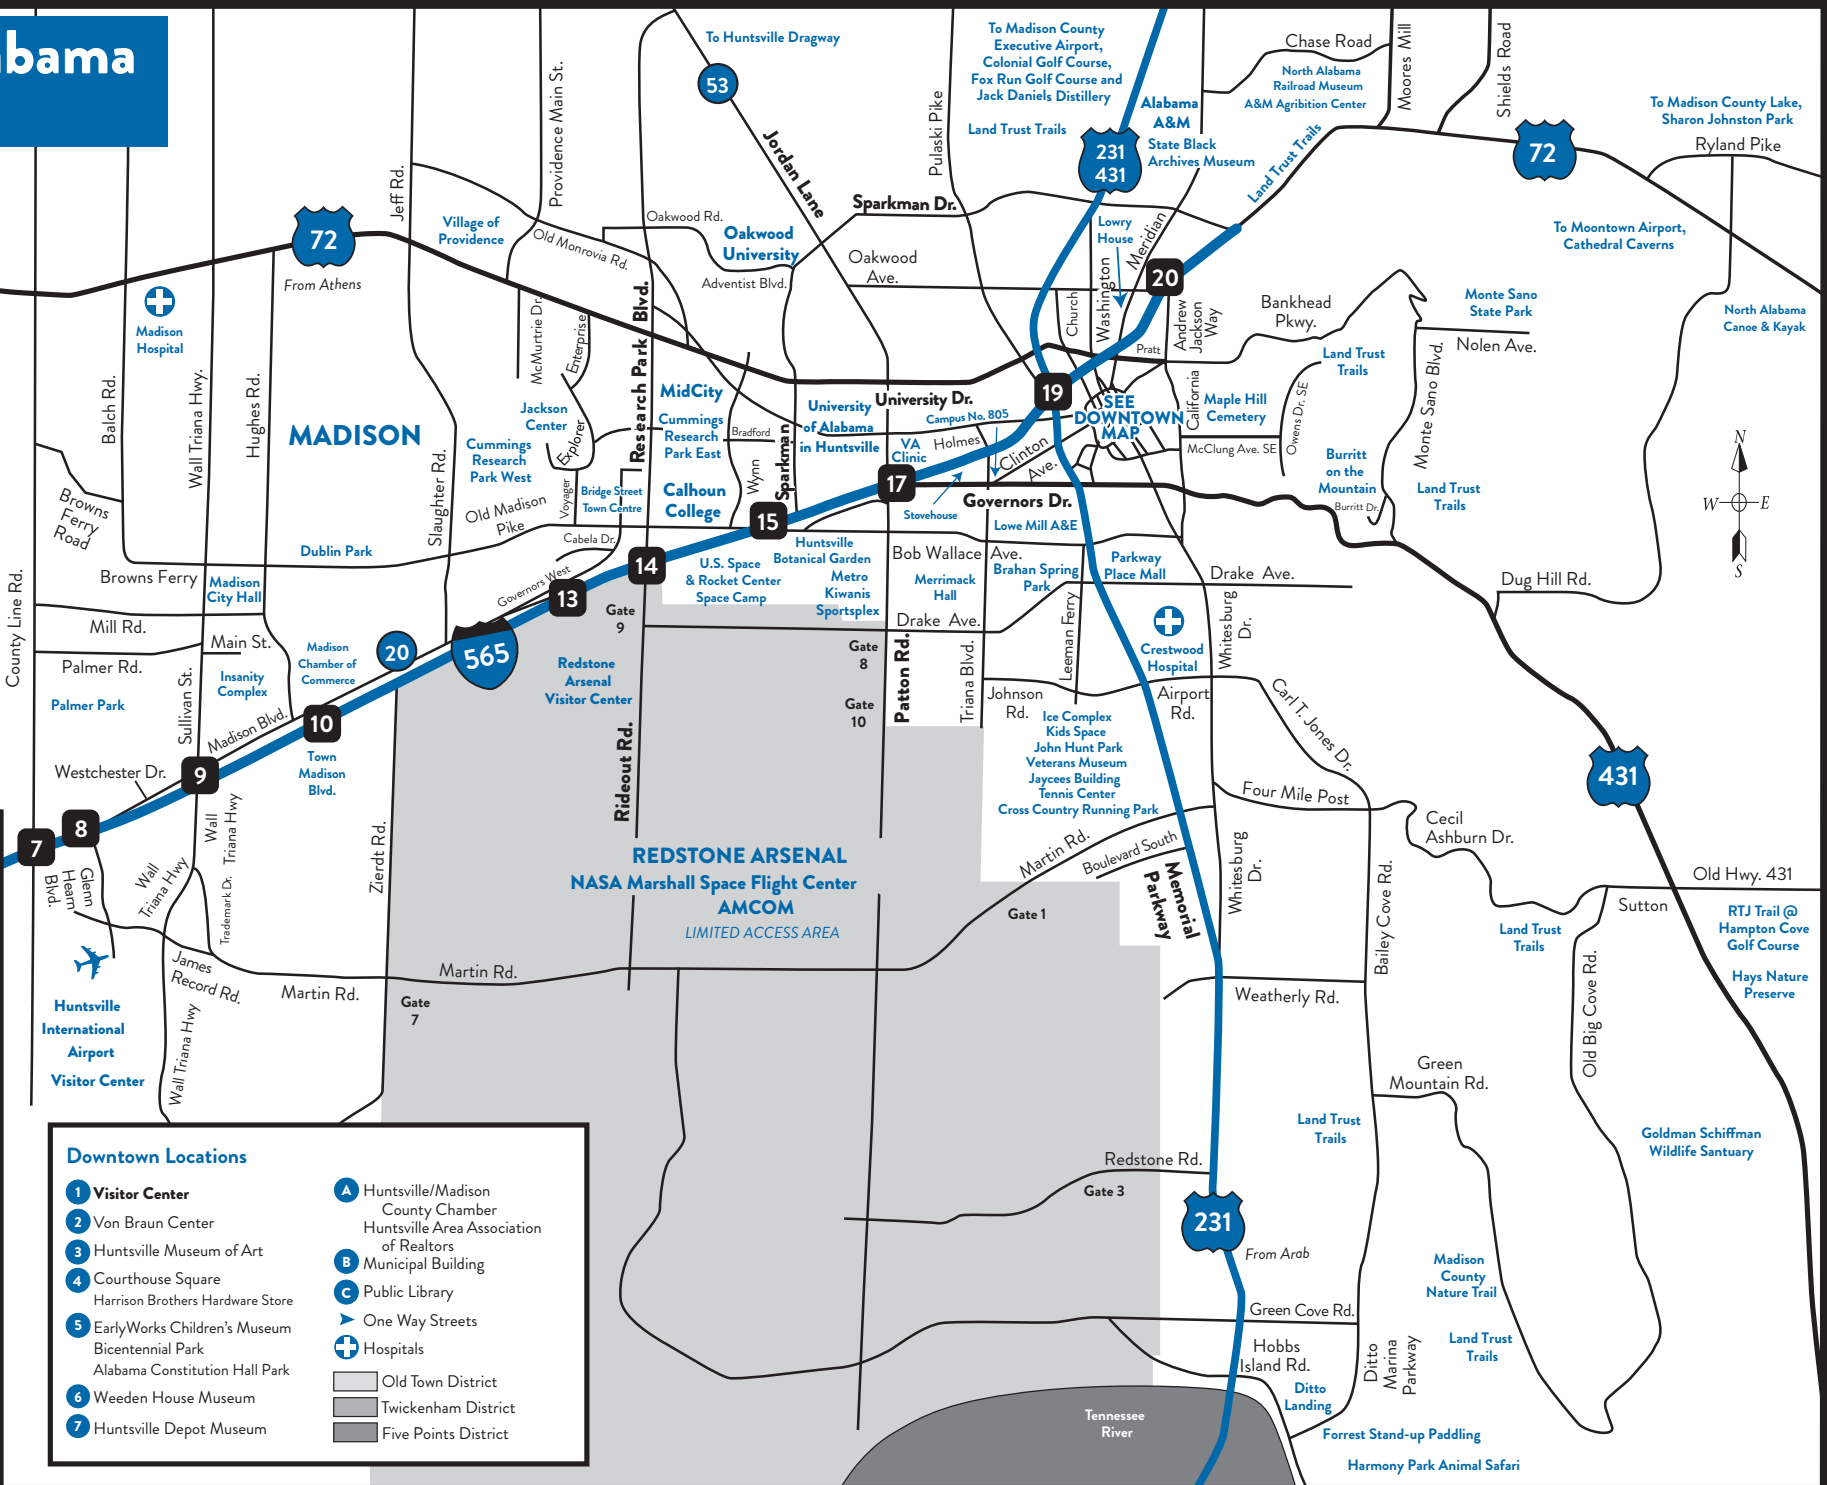 bama
To Huntsville Dragway
53
Jordan Lane
Providence Main St.
Jeff Rd.
Pulaski Pike
To Madison County
Executive Airport,
Colonial Golf Course,
Fox Run Golf Course and
Jack Daniels Distillery
Land Trust Trails
Alabama
A&M
State Black
Archives Museum
231
431
Chase Road
North Alabama
Railroad Museum
A&M Agribition Center
Moores Mill
Shields Road
Land Trust Trails
72
To Madison County Lake,
Sharon Johnston Park
Ryland Pike
To Moontown Airport,
Cathedral Caverns
72
From Athens
Village of
Providence
Old Monrovia Rd.
Oakwood Rd.
Oakwood
University
Adventist Blvd.
Sparkman Dr.
Oakwood
Ave.
Lowry
House
Meridian
Washington
Church
20
Andrew
Jackson
Way
Pratt
Bankhead
Pkwy.
Monte Sano
State Park
Nolen Ave.
North Alabama
Canoe & Kayak
Madison
Hospital
Balch Rd.
Wall Triana Hwy.
Hughes Rd.
MADISON
McMurtrie Dr.
Enterprise
Research Park Blvd.
Jackson
Center
Explorer
Cummings
Research
Park West
MidCity
Cummings
Research
Park East
Bradford
Wynn
Sparkman
University
of Alabama
in Huntsville
University Dr.
Campus No. 805
VA
Clinic
Holmes
Clinton
Ave.
19
SEE
DOWNTOWN
MAP
California
Maple Hill
Cemetery
McClung Ave. SE
Owens Dr. SE
Land Trust
Trails
Monte Sano Blvd.
Burritt
on the
Mountain
Burritt Dr.
Land Trust
Trails
N
W
E
S
Browns
Ferry
Road
Slaughter Rd.
Old Madison
Pike
Voyager
Bridge Street
Town Centre
Calhoun
College
17
Stovehouse
Governors Dr.
Lowe Mill A&E
15
Dublin Park
Cabela Dr.
14
Governors West
13
U.S. Space
& Rocket Center
Space Camp
Huntsville
Botanical Garden
Metro
Kiwanis
Sportsplex
Bob Wallace Ave.
Merrimack
Hall
Brahan Spring
Park
Parkway
Place Mall
Drake Ave.
Drake Ave.
Dug Hill Rd.
County Line Rd.
Browns Ferry
Madison
City Hall
Mill Rd.
Main St.
Palmer Rd.
Palmer Park
Sullivan St.
Insanity
Complex
Madison
Chamber of
Commerce
20
565
Madison Blvd.
10
Town
Madison
Blvd.
Westchester Dr.
9
8
7
Gate
9
Redstone
Arsenal
Visitor Center
Rideout Rd.
Gate
8
Gate
10
Patton Rd.
Triana Blvd.
Leeman Ferry
Crestwood
Hospital
Whitesburg
Dr.
Johnson
Rd.
Airport
Rd.
Carl T. Jones Dr.
Ice Complex
Kids Space
John Hunt Park
Veterans Museum
Jaycees Building
Tennis Center
Cross Country Running Park
Four Mile Post
Cecil
Ashburn Dr.
431
Old Hwy. 431
Sutton
RTJ Trail @
Hampton Cove
Golf Course
Hays Nature
Preserve
Glenn
Hearn
Blvd.
Wall
Triana Hwy
Wall
Triana Hwy
Trademark Dr.
Zierdt Rd.
James
Record Rd.
Martin Rd.
Martin Rd.
Gate
7
Huntsville
International
Airport
Visitor Center
Wall Triana Hwy
REDSTONE ARSENAL
NASA Marshall Space Flight Center
AMCOM
LIMITED ACCESS AREA
Martin Rd.
Boulevard South
Memorial
Parkway
Gate 1
Whitesburg
Dr.
Bailey Cove Rd.
Weatherly Rd.
Land Trust
Trails
Old Big Cove Rd.
Green
Mountain Rd.
Land Trust
Trails
Goldman Schiffman
Wildlife Santuary
Redstone Rd.
Gate 3
231
From Arab
Madison
County
Nature Trail
Green Cove Rd.
Hobbs
Island Rd.
Ditto
Marina
Parkway
Land Trust
Trails
Ditto
Landing
Tennessee
River
Forrest Stand-up Paddling
Harmony Park Animal Safari
Downtown Locations
1 Visitor Center
2 Von Braun Center
3 Huntsville Museum of Art
4 Courthouse Square
Harrison Brothers Hardware Store
5 EarlyWorks Children's Museum
Bicentennial Park
Alabama Constitution Hall Park
6 Weeden House Museum
7 Huntsville Depot Museum
A Huntsville/Madison
County Chamber
Huntsville Area Association
of Realtors
B Municipal Building
C Public Library
One Way Streets
Hospitals
Old Town District
Twickenham District
Five Points District